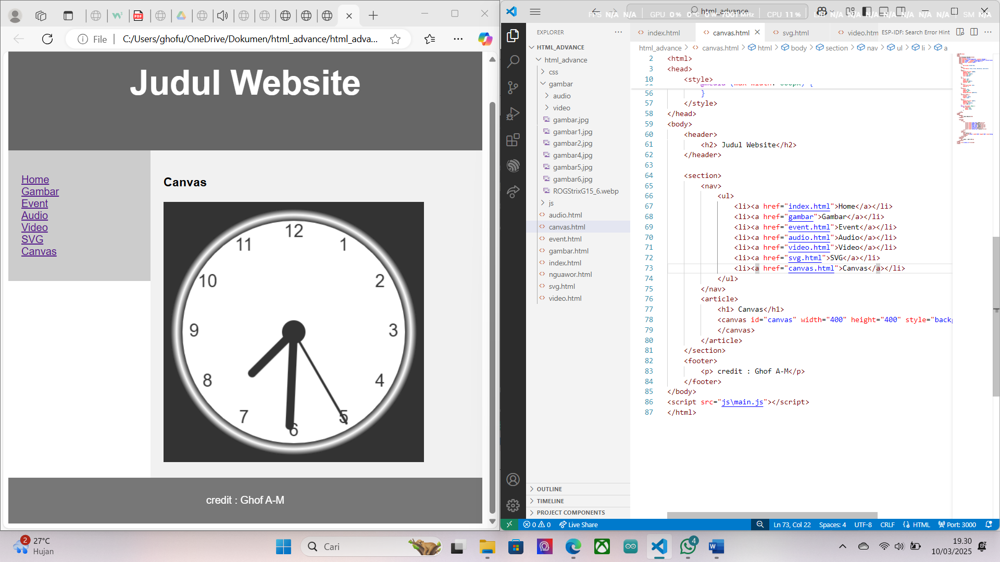 File
C:/Users/ghofu/OneDrive/Dokumen/html_advance/html_adva...
Judul Website
Home
Gambar
Event
Audio
Video
SVG
Canvas
Canvas
12
1
2
3
4
5
6
7
8
9
10
11
credit : Ghof A-M
html_advance
FPS N/A N/A GPU 0 % 0 °C 0 W 7001 MHz CPU 11 % LAT N/A N/A N/A N/A N/A N/A N/A SM N/A
EXPLORER
HTML_ADVANCE
html_advance
css
gambar
audio
video
gambar.jpg
gambar1.jpg
gambar2.jpg
gambar4.jpg
gambar5.jpg
gambar6.jpg
ROGStrixG15_6.webp
js
audio.html
canvas.html
event.html
gambar.html
index.html
nguawor.html
svg.html
video.html
OUTLINE
TIMELINE
PROJECT COMPONENTS
index.html canvas.html svg.html video.htm ESP-IDF: Search Error Hint
html_advance > canvas.html > html > body > section > nav > ul > li > a
2 <html>
3 <head>
10 <style>
56 }
57 </style>
58 </head>
59 <body>
60 <header>
61 <h2> Judul Website</h2>
62 </header>
63
64 <section>
65 <nav>
66 <ul>
67 <li><a href="index.html">Home</a></li>
68 <li><a href="gambar">Gambar</a></li>
69 <li><a href="event.html">Event</a></li>
70 <li><a href="audio.html">Audio</a></li>
71 <li><a href="video.html">Video</a></li>
72 <li><a href="svg.html">SVG</a></li>
73 <li><a href="canvas.html">Canvas</a></li>
74 </ul>
75 </nav>
76 <article>
77 <h1> Canvas</h1>
78 <canvas id="canvas" width="400" height="400" style="backg
79 </canvas>
80 </article>
81 </section>
82 <footer>
83 <p> credit : Ghof A-M</p>
84 </footer>
85 </body>
86 <script src="js\main.js"></script>
87 </html>
0 0 Live Share Ln 73, Col 22 Spaces: 4 UTF-8 CRLF HTML Port: 3000
2
27°C
Hujan
Cari
4
19.30
10/03/2025